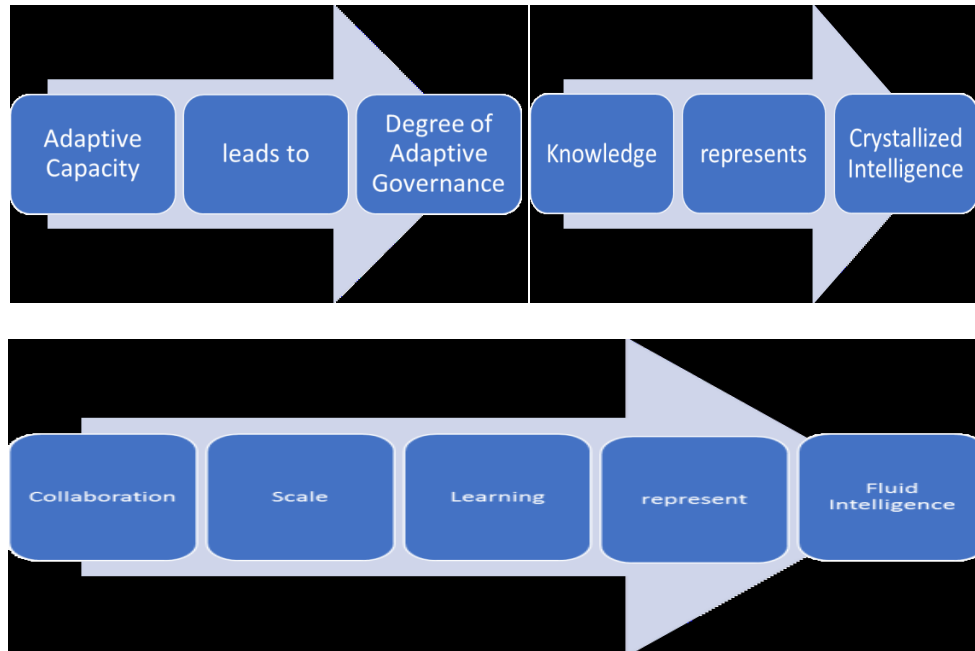 Adaptive
Capacity
leads to
Degree of
Adaptive
Governance
Knowledge
represents
Crystallized
Intelligence
Collaboration
Scale
Learning
represent
Fluid
Intelligence